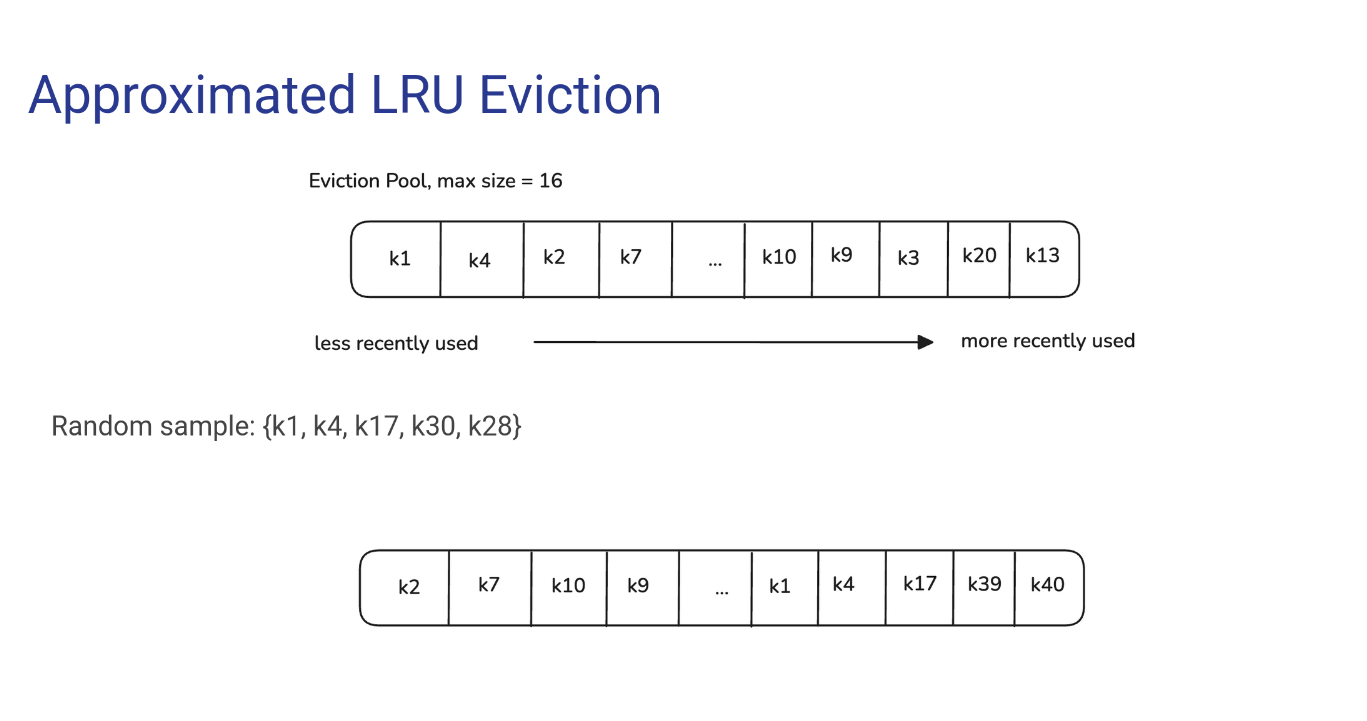 Approximated LRU Eviction
Eviction Pool, max size = 16
k1 k4 k2 k7 ... k10 k9 k3 k20 k13
less recently used more recently used
Random sample: {k1, k4, k17, k30, k28}
k2 k7 k10 k9 ... k1 k4 k17 k39 k40